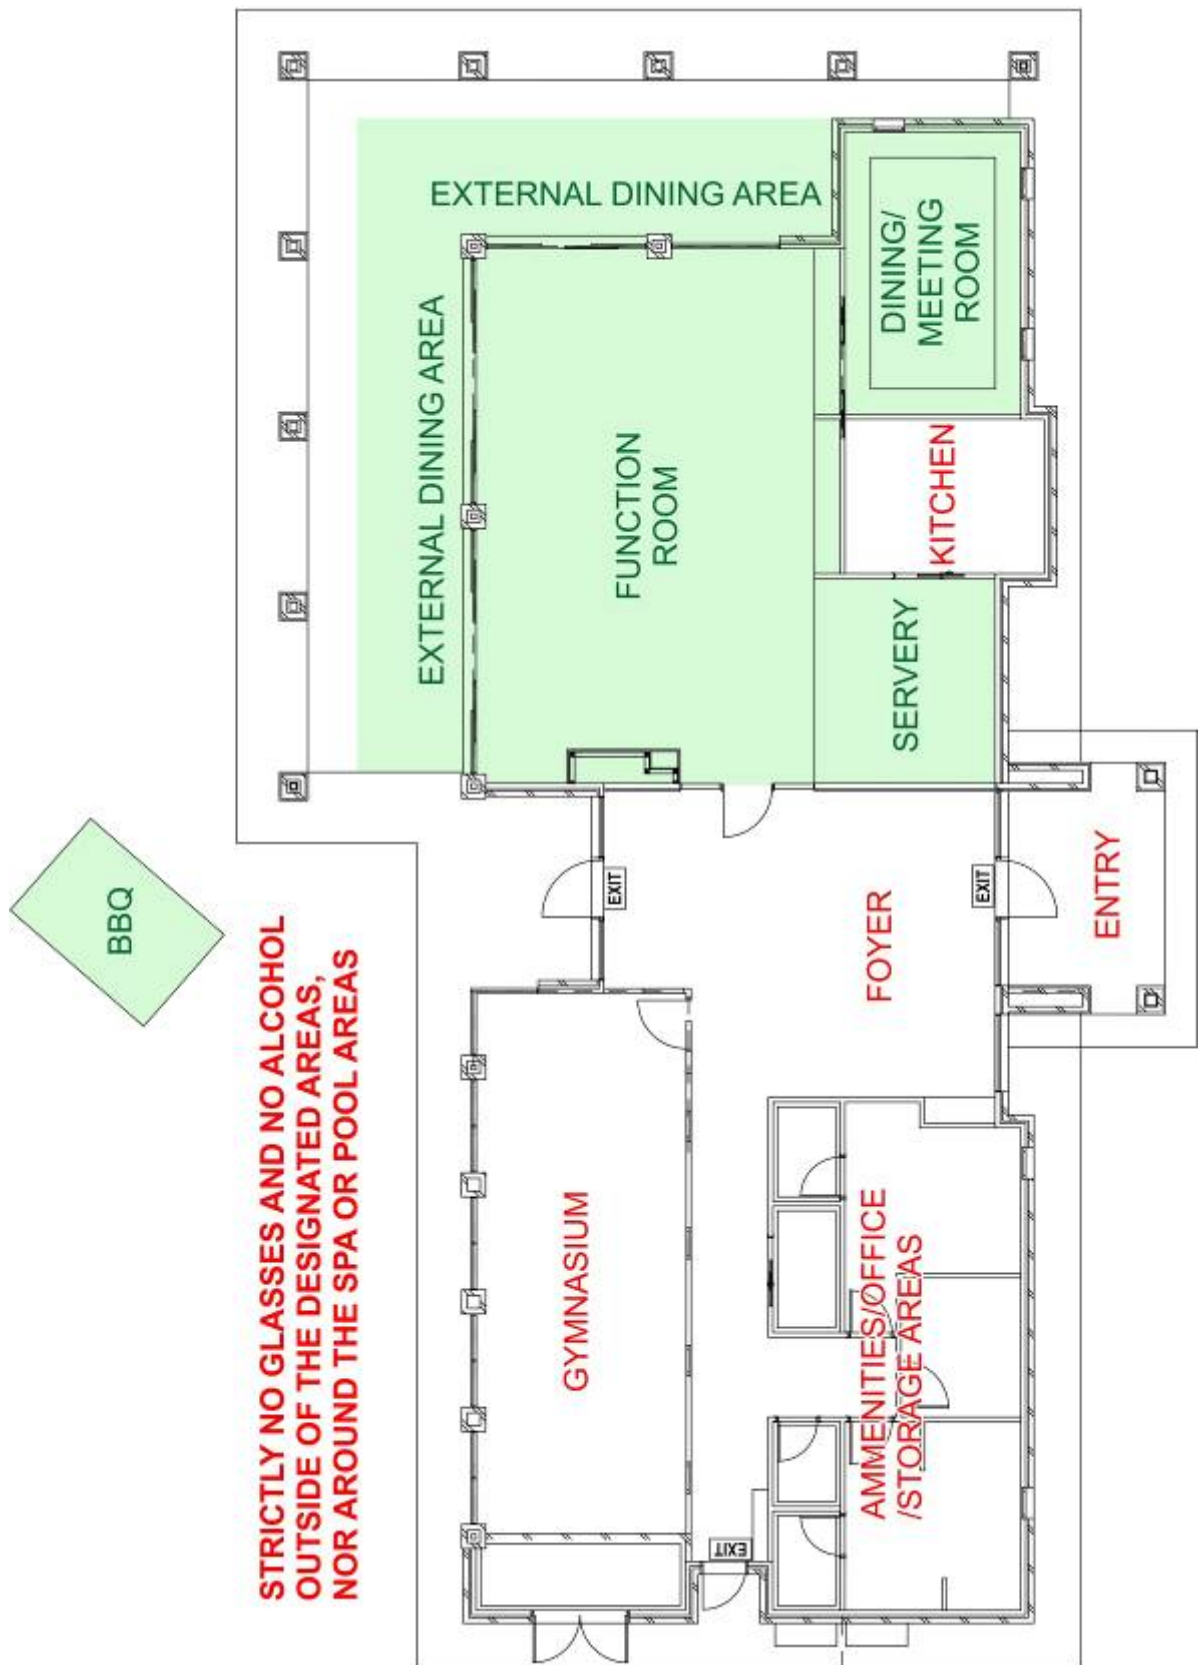 EXTERNAL DINING AREA
DINING/
MEETING
ROOM
EXTERNAL DINING AREA
FUNCTION
ROOM
KITCHEN
SERVERY
BBQ
EXIT
EXIT
ENTRY
FOYER
STRICTLY NO GLASSES AND NO ALCOHOL
OUTSIDE OF THE DESIGNATED AREAS,
NOR AROUND THE SPA OR POOL AREAS
GYMNASIUM
AMMENITIES/OFFICE
/STORAGE AREAS
EXIT